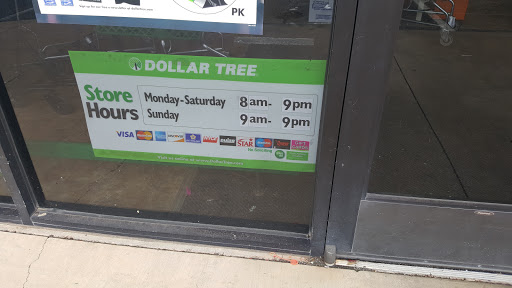 PK
DOLLAR TREE
Store Hours
Monday-Saturday 8am- 9pm
Sunday 9am- 9pm
VISA
STAR